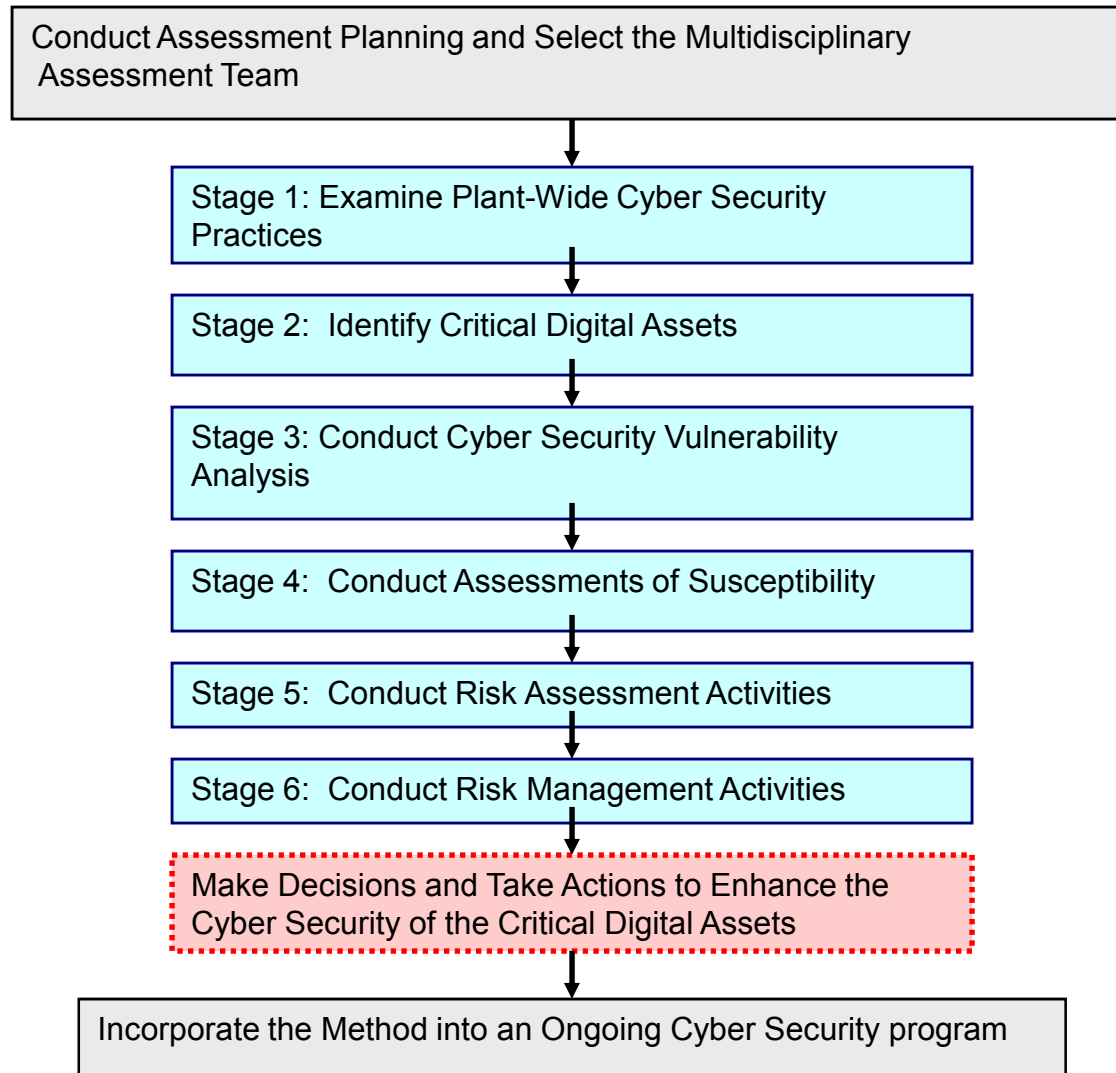 Conduct Assessment Planning and Select the Multidisciplinary
Assessment Team
Stage 1: Examine Plant-Wide Cyber Security
Practices
Stage 2:  Identify Critical Digital Assets
Stage 3: Conduct Cyber Security Vulnerability
Analysis
Stage 4:  Conduct Assessments of Susceptibility
Stage 5:  Conduct Risk Assessment Activities
Stage 6:  Conduct Risk Management Activities
Make Decisions and Take Actions to Enhance the
Cyber Security of the Critical Digital Assets
Incorporate the Method into an Ongoing Cyber Security program